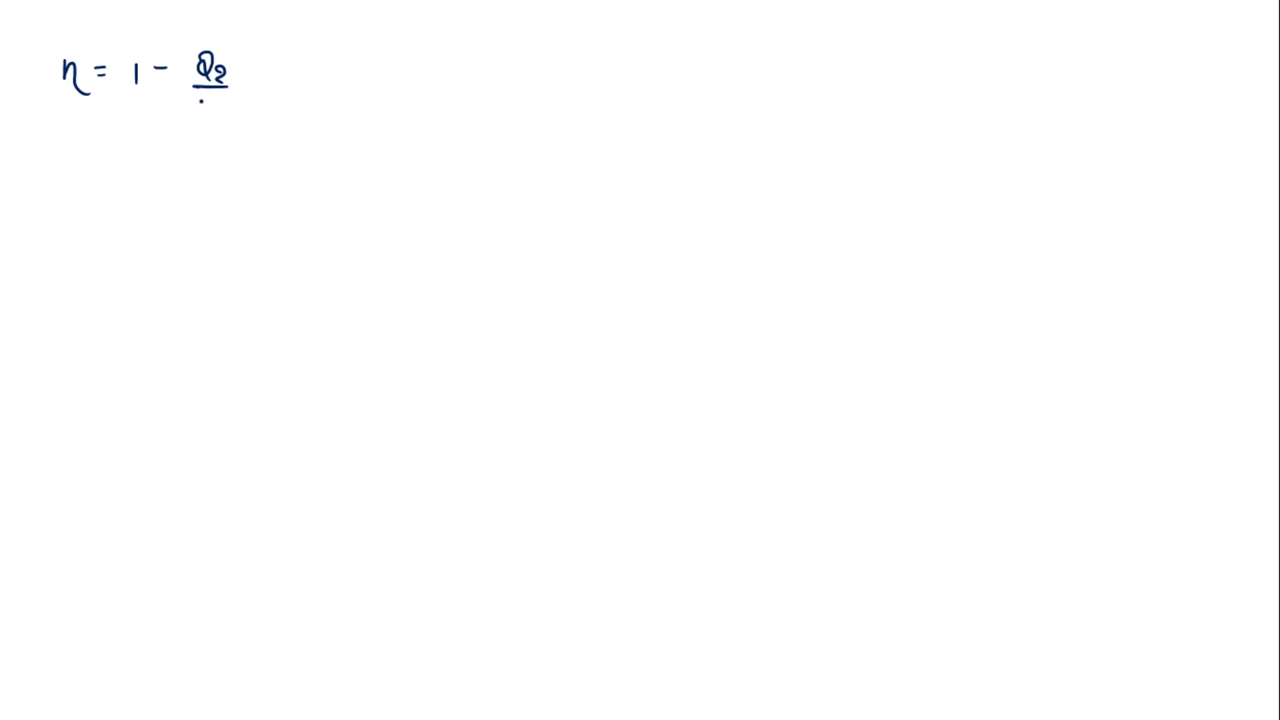 η = 1 - Q₂/